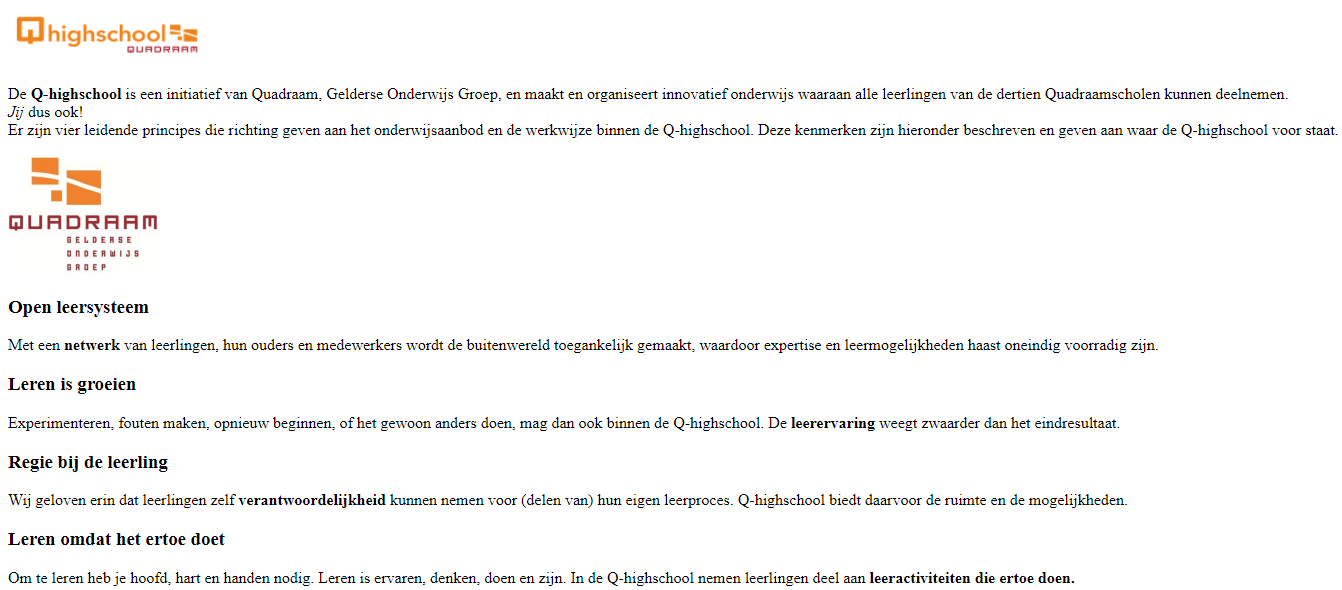 Qhighschool
QUADRAAM
De Q-highschool is een initiatief van Quadraam, Gelderse Onderwijs Groep, en maakt en organiseert innovatief onderwijs waaraan alle leerlingen van de dertien Quadraamscholen kunnen deelnemen.
Jij dus ook!
Er zijn vier leidende principes die richting geven aan het onderwijsaanbod en de werkwijze binnen de Q-highschool. Deze kenmerken zijn hieronder beschreven en geven aan waar de Q-highschool voor staat.
QUADRAAM
GELDERSE
ONDERWIJS
GROEP
Open leersysteem
Met een netwerk van leerlingen, hun ouders en medewerkers wordt de buitenwereld toegankelijk gemaakt, waardoor expertise en leermogelijkheden haast oneindig voorradig zijn.
Leren is groeien
Experimenteren, fouten maken, opnieuw beginnen, of het gewoon anders doen, mag dan ook binnen de Q-highschool. De leerervaring weegt zwaarder dan het eindresultaat.
Regie bij de leerling
Wij geloven erin dat leerlingen zelf verantwoordelijkheid kunnen nemen voor (delen van) hun eigen leerproces. Q-highschool biedt daarvoor de ruimte en de mogelijkheden.
Leren omdat het ertoe doet
Om te leren heb je hoofd, hart en handen nodig. Leren is ervaren, denken, doen en zijn. In de Q-highschool nemen leerlingen deel aan leeractiviteiten die ertoe doen.